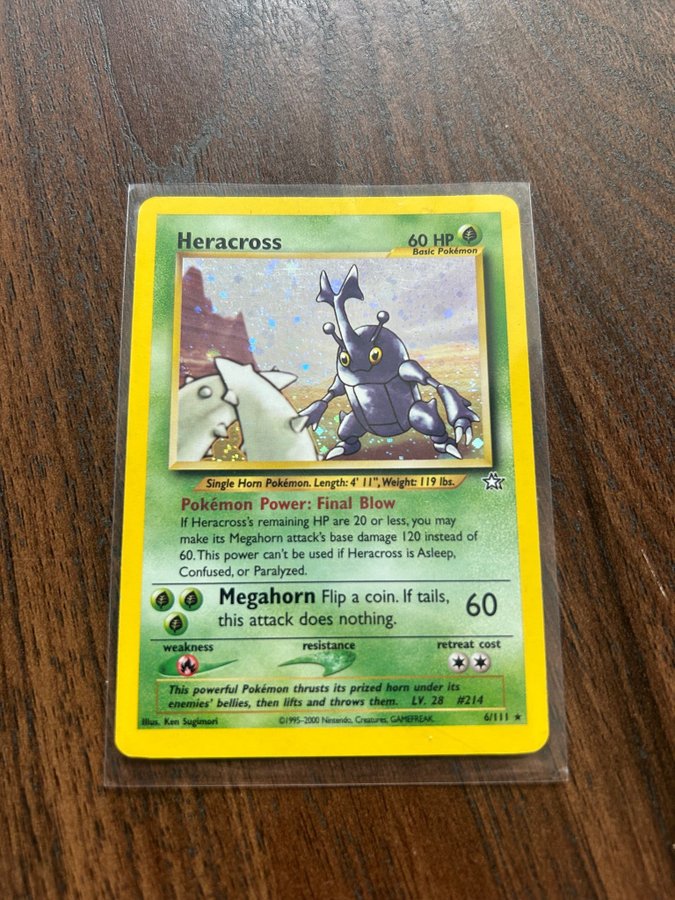 Heracross
60 HP
Basic Pokémon
Single Horn Pokémon. Length: 4' 11", Weight: 119 lbs.
Pokémon Power: Final Blow
If Heracross's remaining HP are 20 or less, you may
make its Megahorn attack's base damage 120 instead of
60. This power can't be used if Heracross is Asleep,
Confused, or Paralyzed.
Megahorn Flip a coin. If tails, 60
this attack does nothing.
weakness resistance retreat cost
This powerful Pokémon thrusts its prized horn under its
enemies' bellies, then lifts and throws them. LV. 28 #214
Illus. Ken Sugimori ©1995-2000 Nintendo, Creatures, GAMEFREAK. 6/111 ★